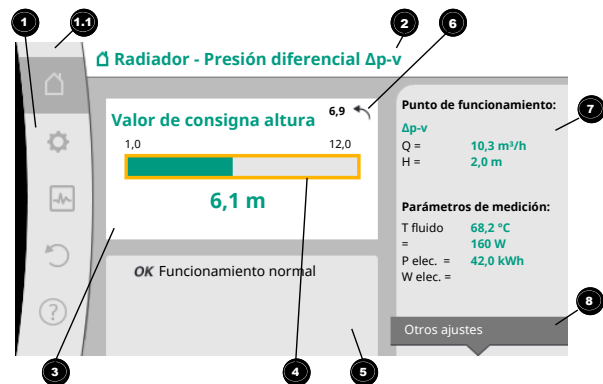 1
1.1
2
6
Radiador - Presión diferencial Δp-v
Valor de consigna altura
6,9
1,0
12,0
6,1 m
OK Funcionamiento normal
Punto de funcionamiento:
7
Δp-v
Q = 10,3 m³/h
H = 2,0 m
Parámetros de medición:
T fluido 68,2 °C
= 160 W
P elec. = 42,0 kWh
W elec. =
8
Otros ajustes
?
3
4
5